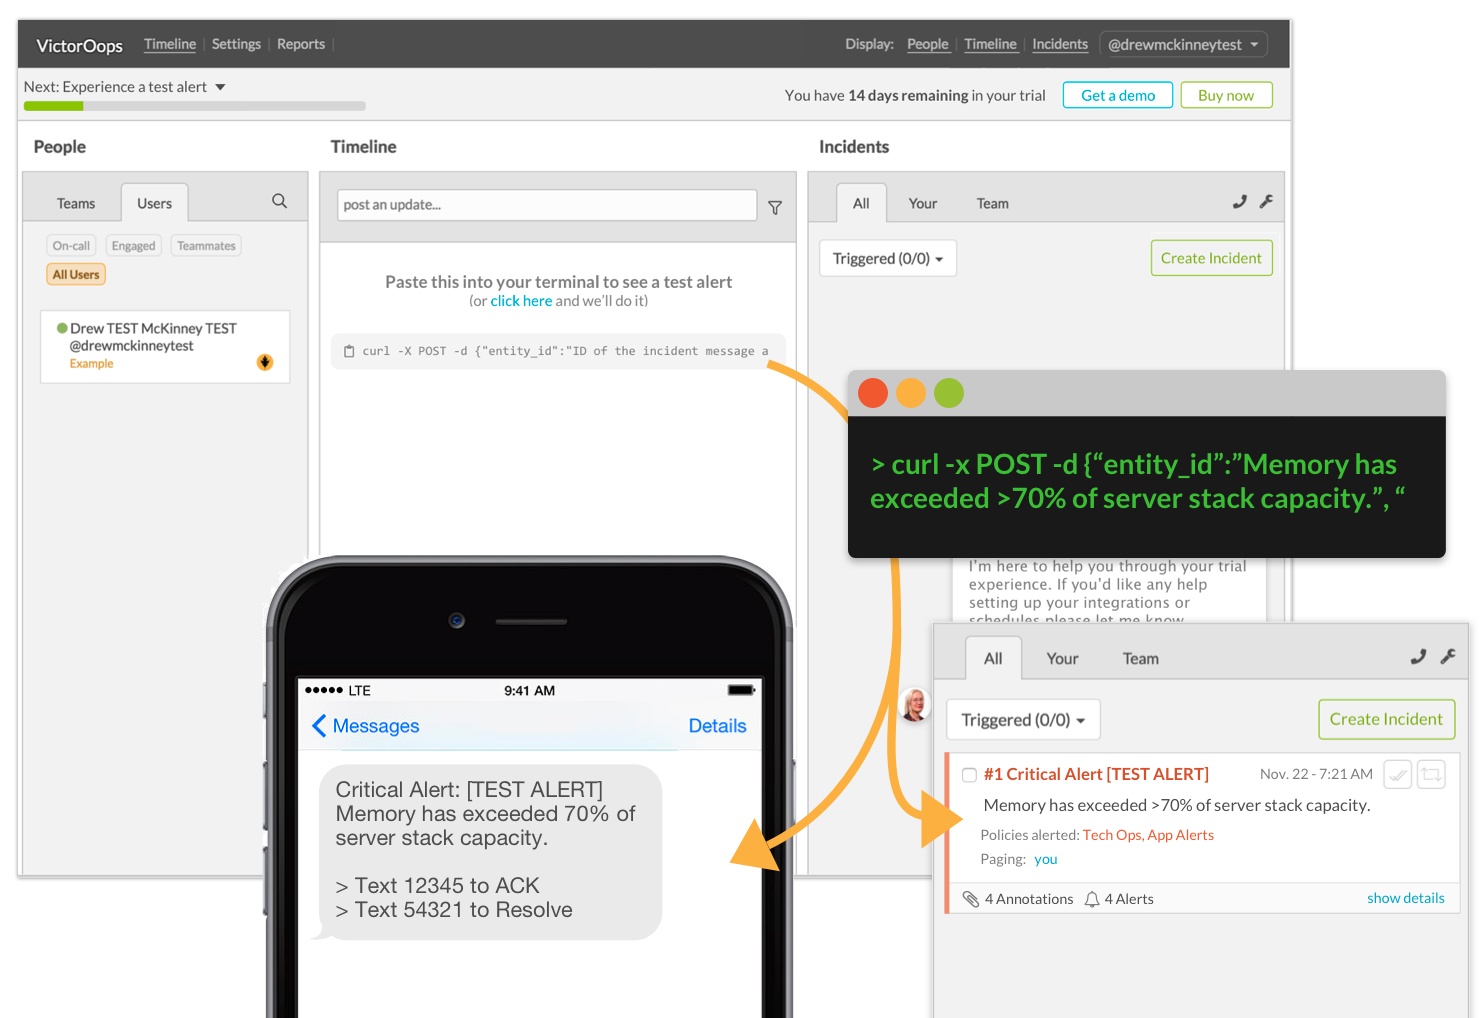 VictorOops
Timeline
Settings
Reports
Display:
People
Timeline
Incidents
@drewmckinneytest
Next: Experience a test alert
You have 14 days remaining in your trial
Get a demo
Buy now
People
Timeline
Incidents
Teams
Users
On-call
Engaged
Teammates
All Users
Drew TEST McKinney TEST
@drewmckinneytest
Example
post an update...
Paste this into your terminal to see a test alert
(or click here and we'll do it)
curl -X POST -d {"entity_id":"ID of the incident message a
All
Your
Team
Triggered (0/0)
Create Incident
> curl -x POST -d {“entity_id”:”Memory has
exceeded >70% of server stack capacity.”, “
I'm here to help you through your trial
experience. If you'd like any help
setting up your integrations or
schedules please let me know
LTE
9:41 AM
Messages
Details
Critical Alert: [TEST ALERT]
Memory has exceeded 70% of
server stack capacity.
> Text 12345 to ACK
> Text 54321 to Resolve
All
Your
Team
Triggered (0/0)
Create Incident
#1 Critical Alert [TEST ALERT]
Nov. 22 - 7:21 AM
Memory has exceeded >70% of server stack capacity.
Policies alerted: Tech Ops, App Alerts
Paging: you
4 Annotations
4 Alerts
show details